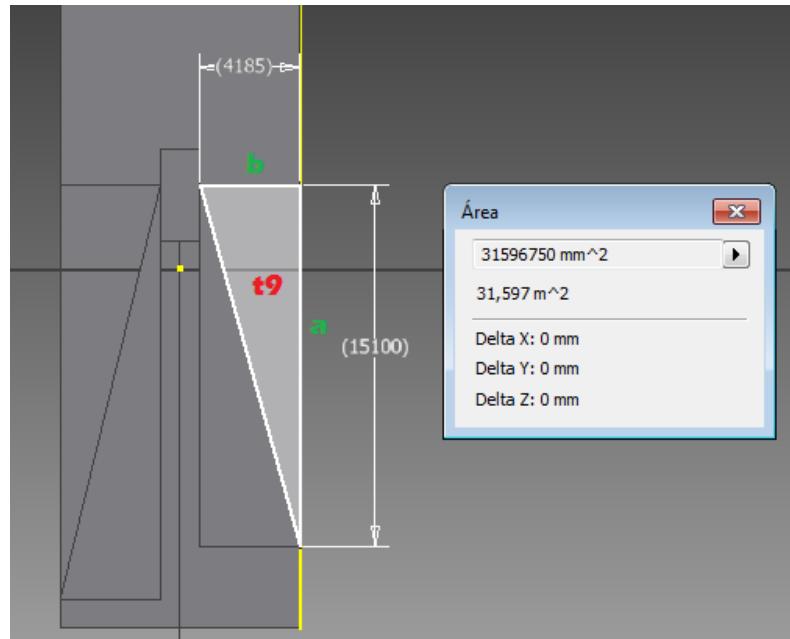 (4185)
b
t9
a
(15100)
Área
31596750 mm^2
31,597 m^2
Delta X: 0 mm
Delta Y: 0 mm
Delta Z: 0 mm